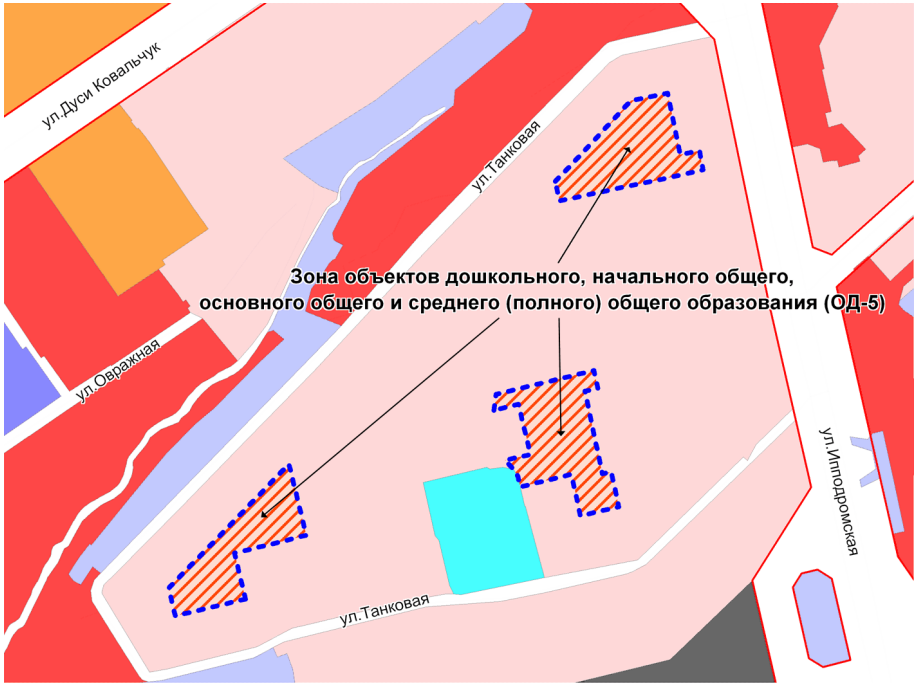 ул.Дуси Ковальчук
ул.Танковая
Зона объектов дошкольного, начального общего,
основного общего и среднего (полного) общего образования (ОД-5)
ул.Овражная
ул.Ипподромская
ул.Танковая